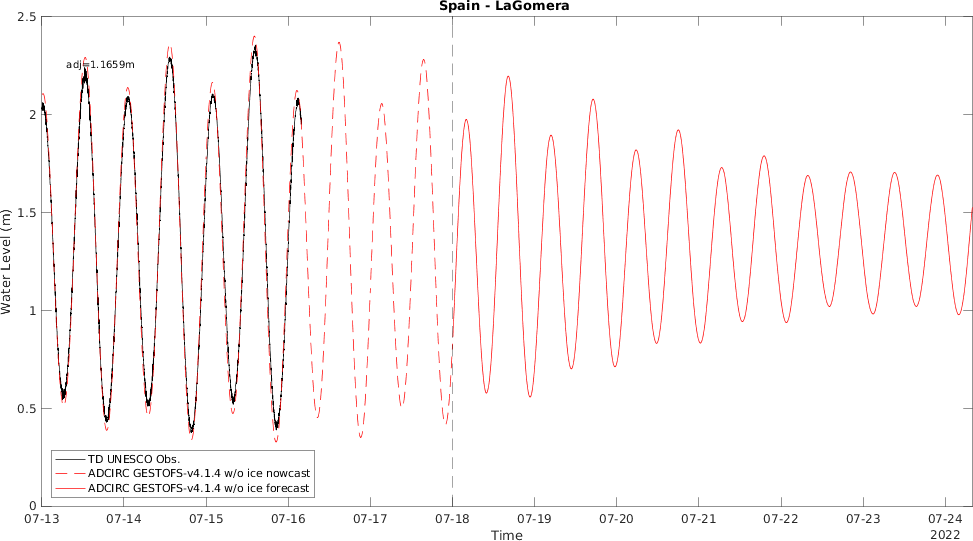 Spain - LaGomera
2.5
2
1.5
1
0.5
0
Water Level (m)
adj=1.1659m
TD UNESCO Obs.
ADCIRC GESTOFS-v4.1.4 w/o ice nowcast
ADCIRC GESTOFS-v4.1.4 w/o ice forecast
07-13 07-14 07-15 07-16 07-17 07-18 07-19 07-20 07-21 07-22 07-23 07-24
Time 2022